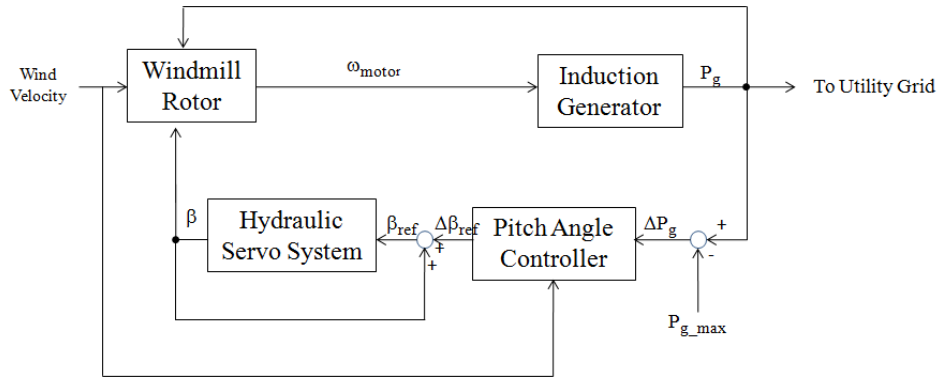 Wind
Velocity
Windmill
Rotor
ω_motor
Induction
Generator
P_g
To Utility Grid
β
Hydraulic
Servo System
β_ref
Δβ_ref
+
+
Pitch Angle
Controller
ΔP_g
+
-
P_g_max